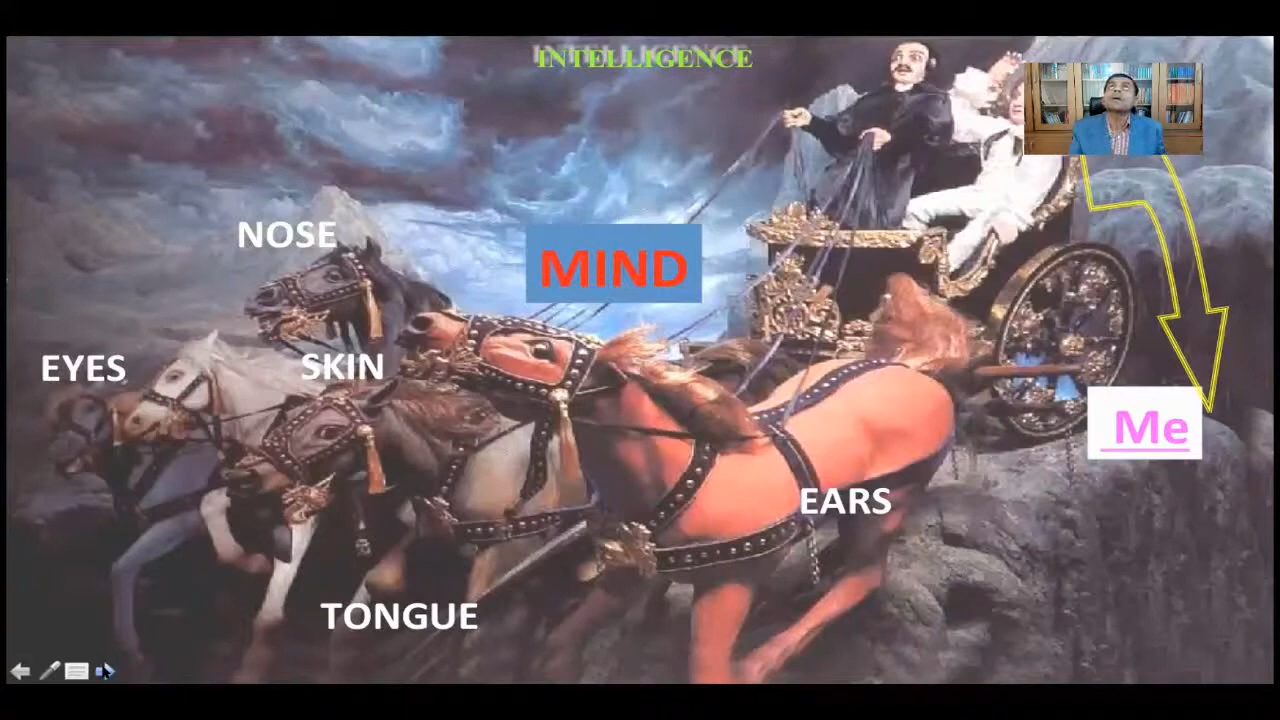 INTELLIGENCE
NOSE
MIND
EYES
SKIN
Me
EARS
TONGUE